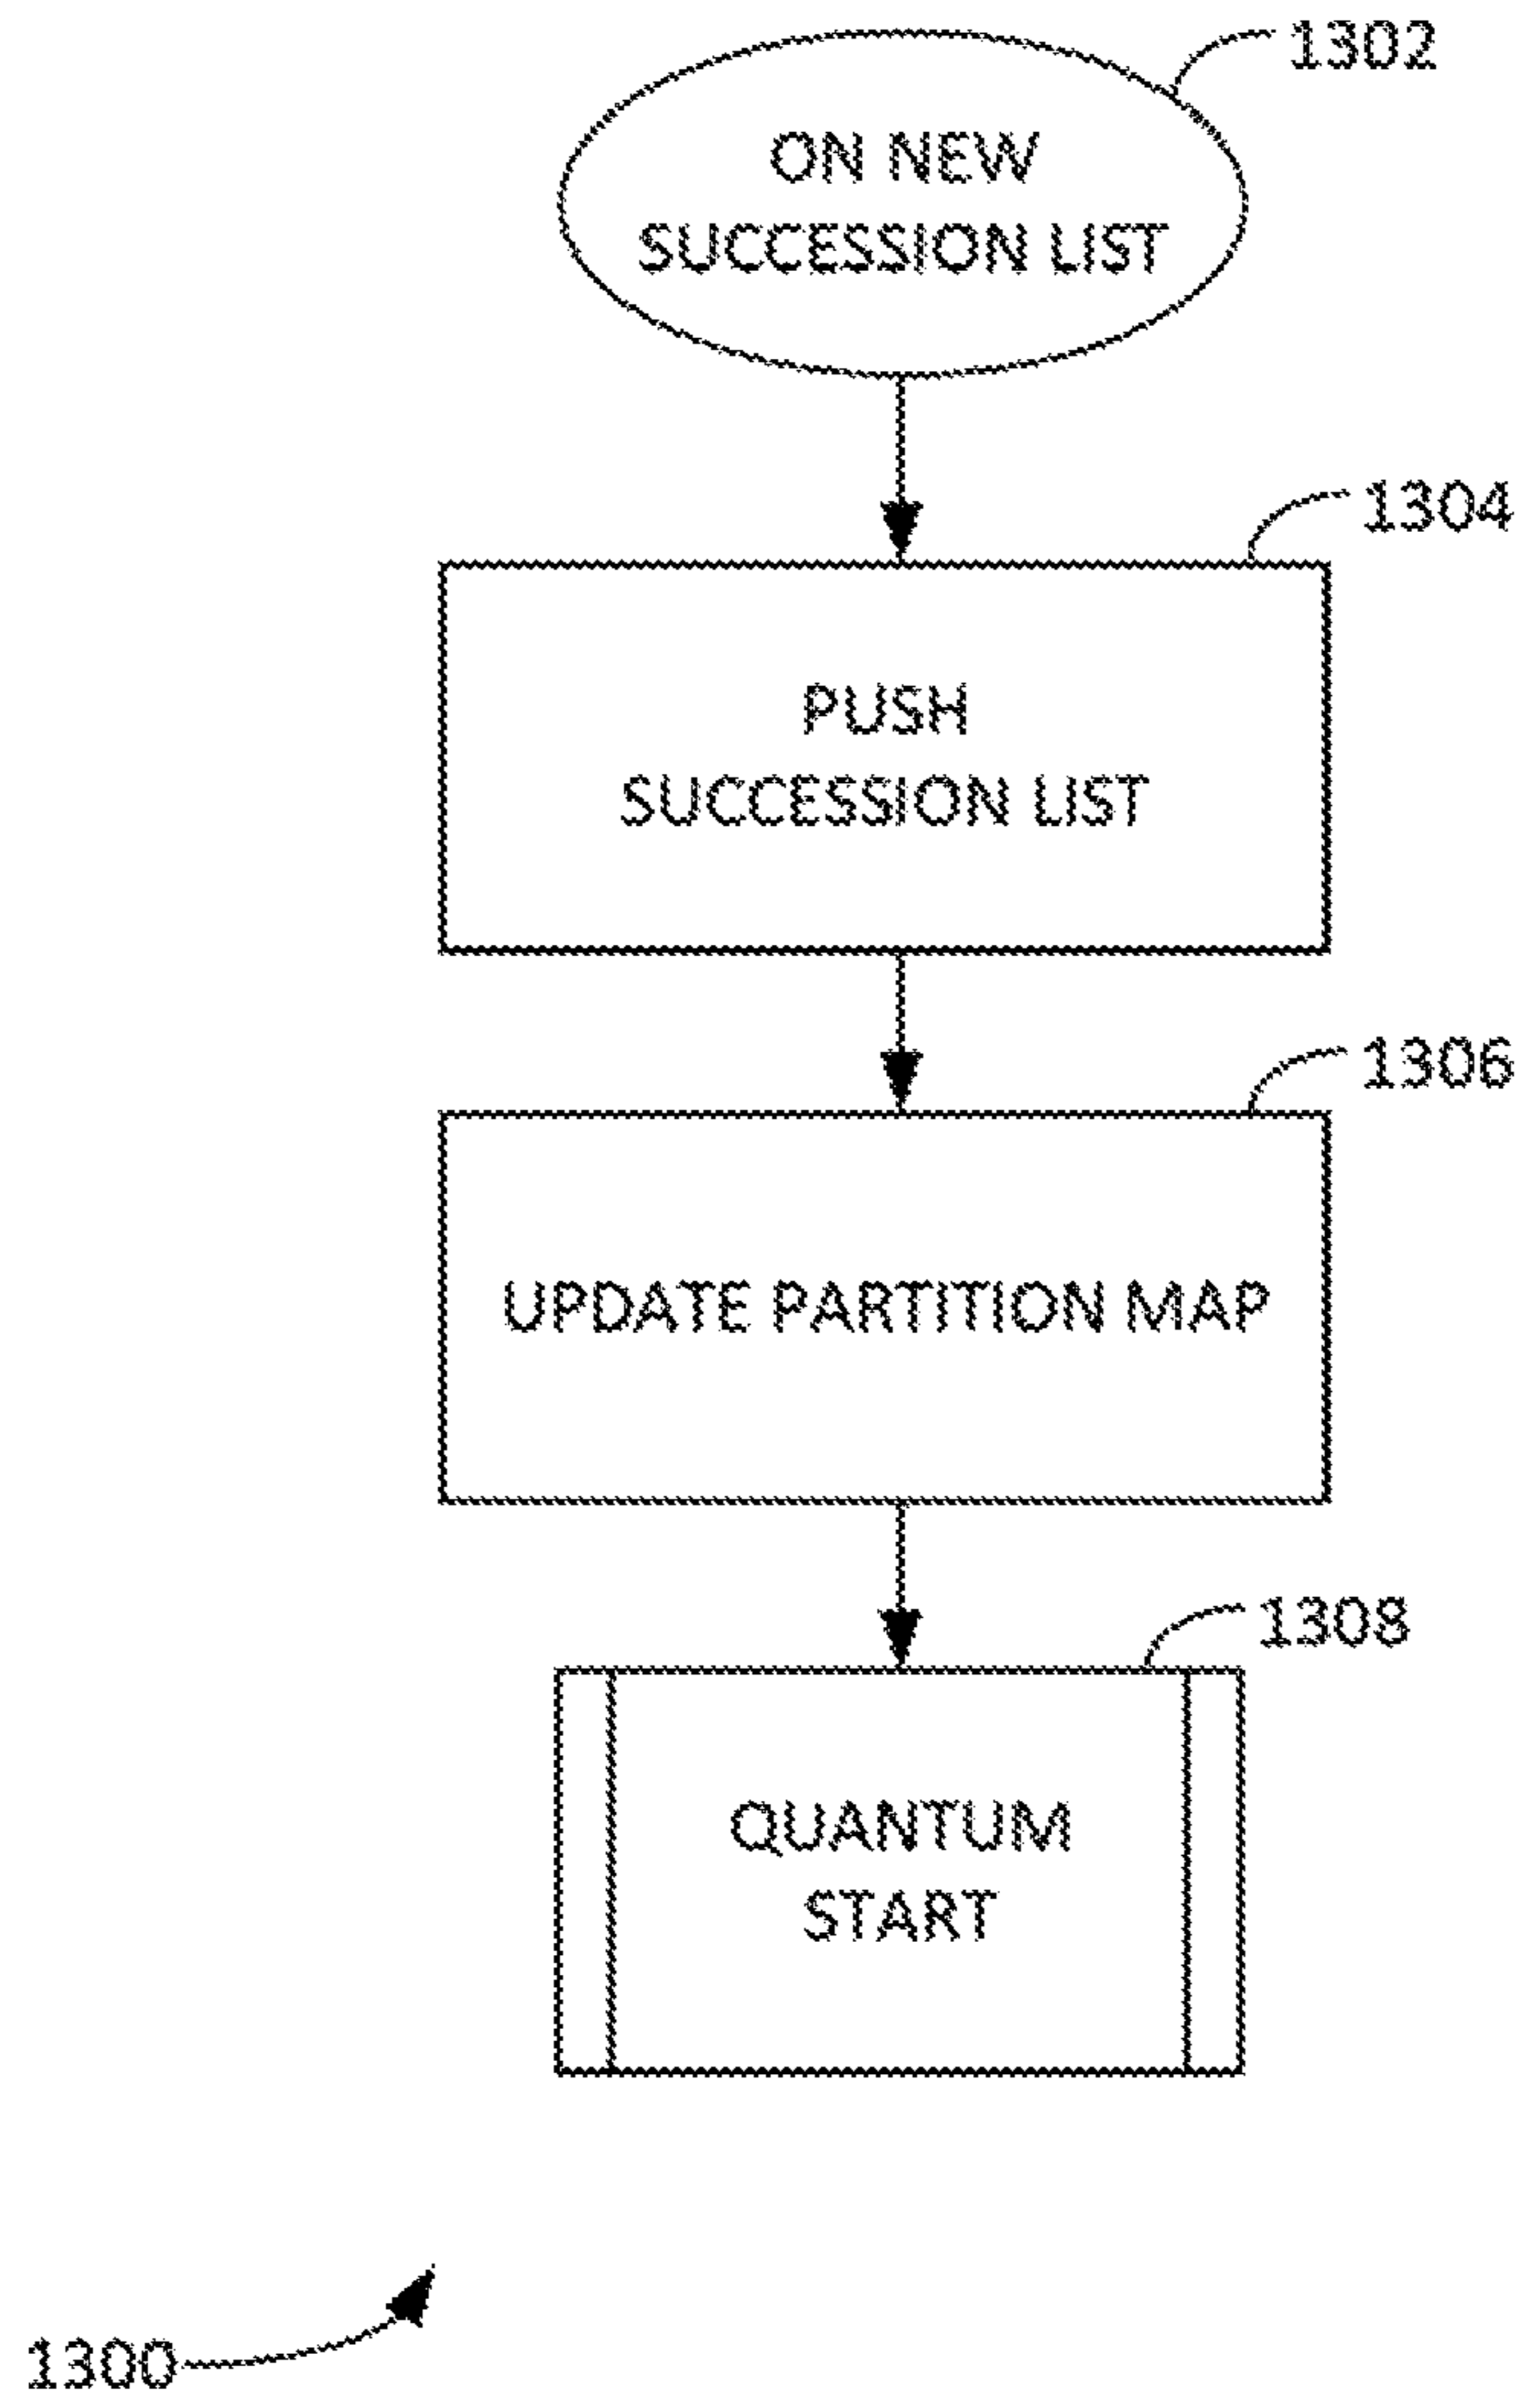 1302
ON NEW
SUCCESSION LIST
1304
PUSH
SUCCESSION LIST
1306
UPDATE PARTITION MAP
1308
QUANTUM
START
1300